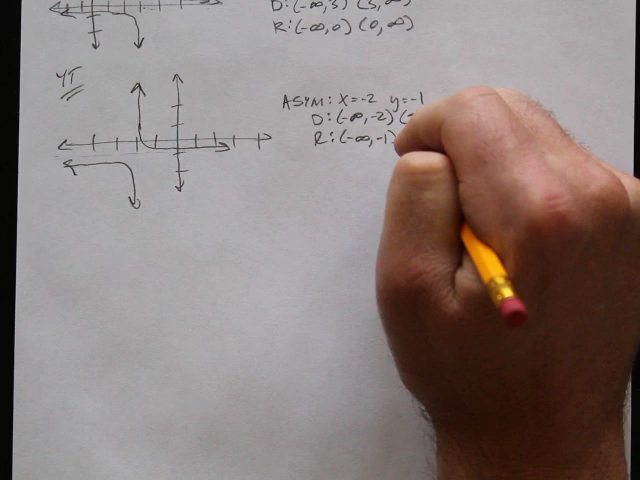 D: (-∞, 3) (3, ∞)
R: (-∞, 0) (0, ∞)
YT
ASYM: X=-2 y=-1
D: (-∞, -2) (-
R: (-∞, -1)